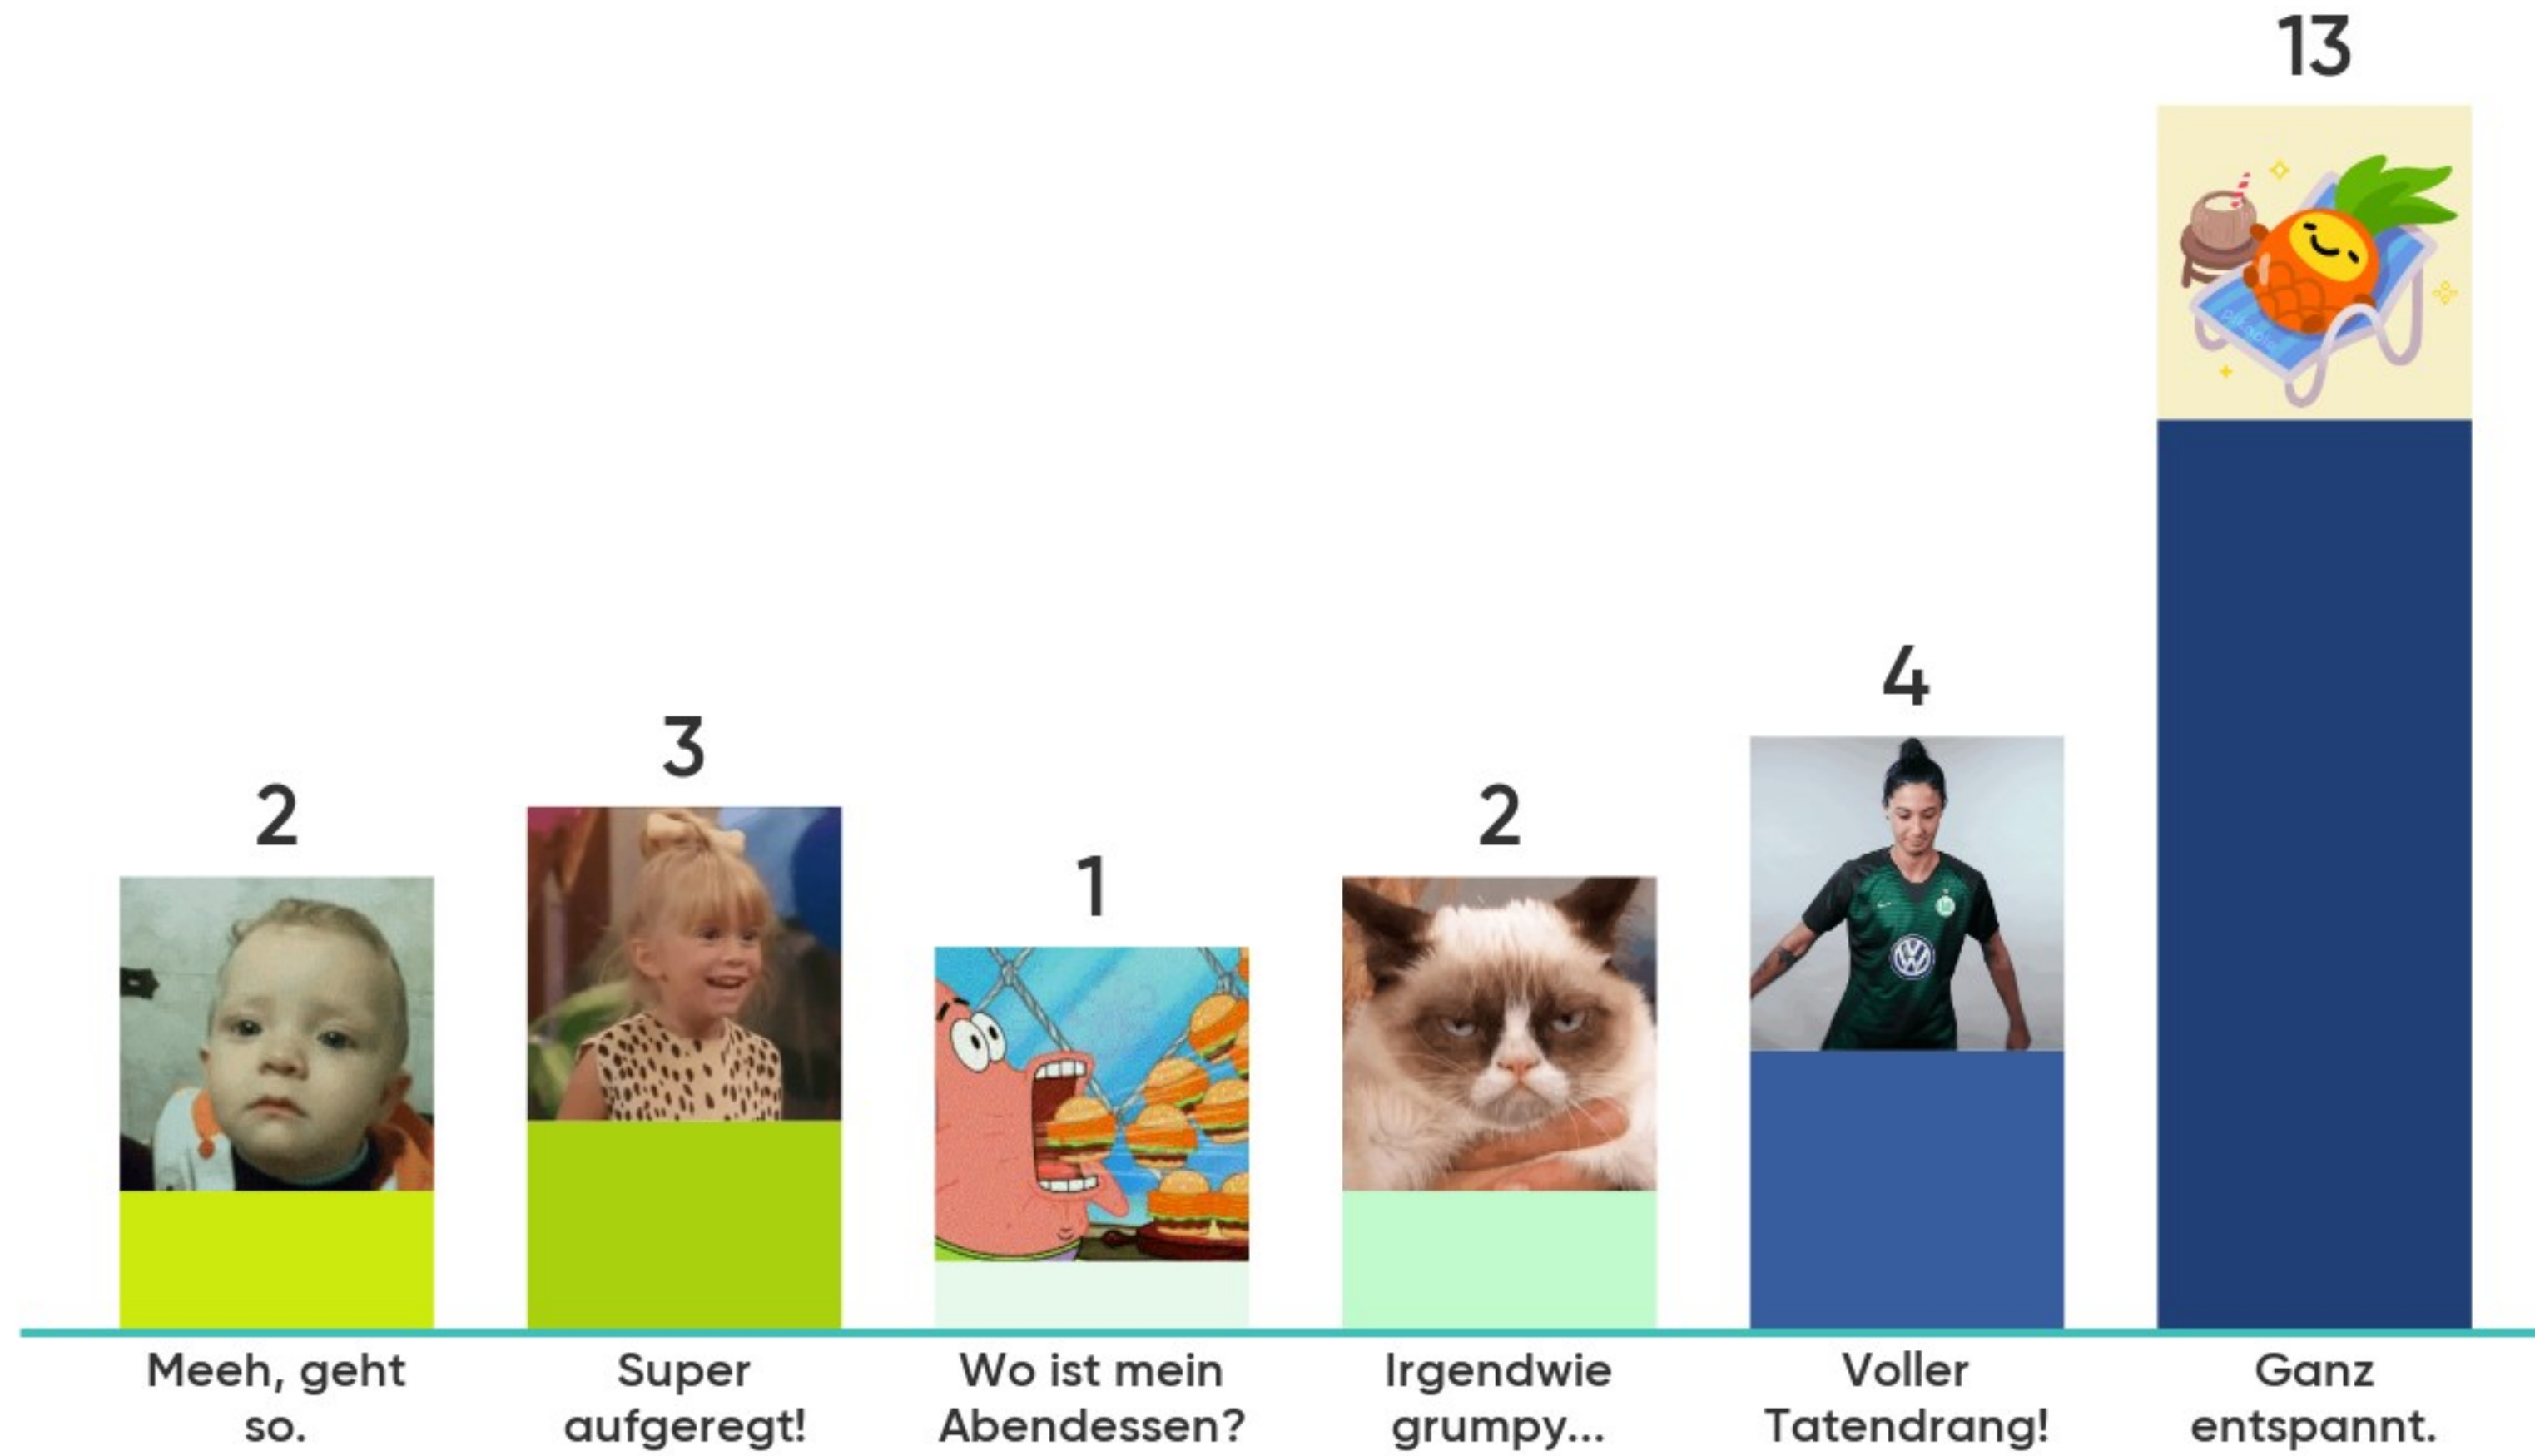 13
4
3
2
2
1
Meeh, geht
so.
Super
aufgeregt!
Wo ist mein
Abendessen?
Irgendwie
grumpy...
Voller
Tatendrang!
Ganz
entspannt.